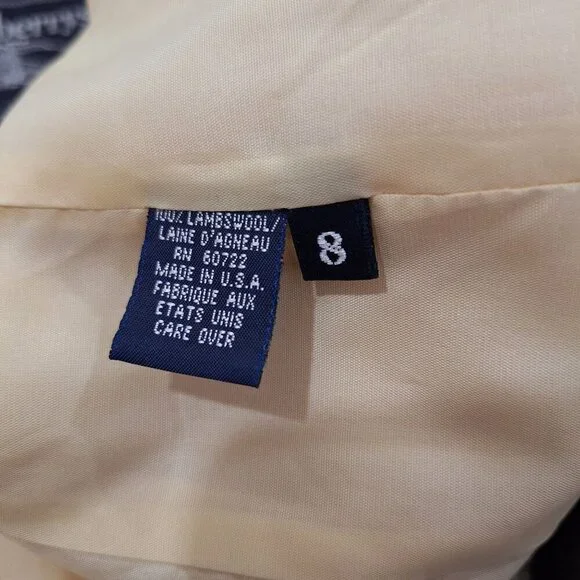 100% LAMBSWOOL/
LAINE D'AGNEAU
RN 60722
MADE IN U.S.A.
FABRIQUE AUX
ETATS UNIS
CARE OVER
8